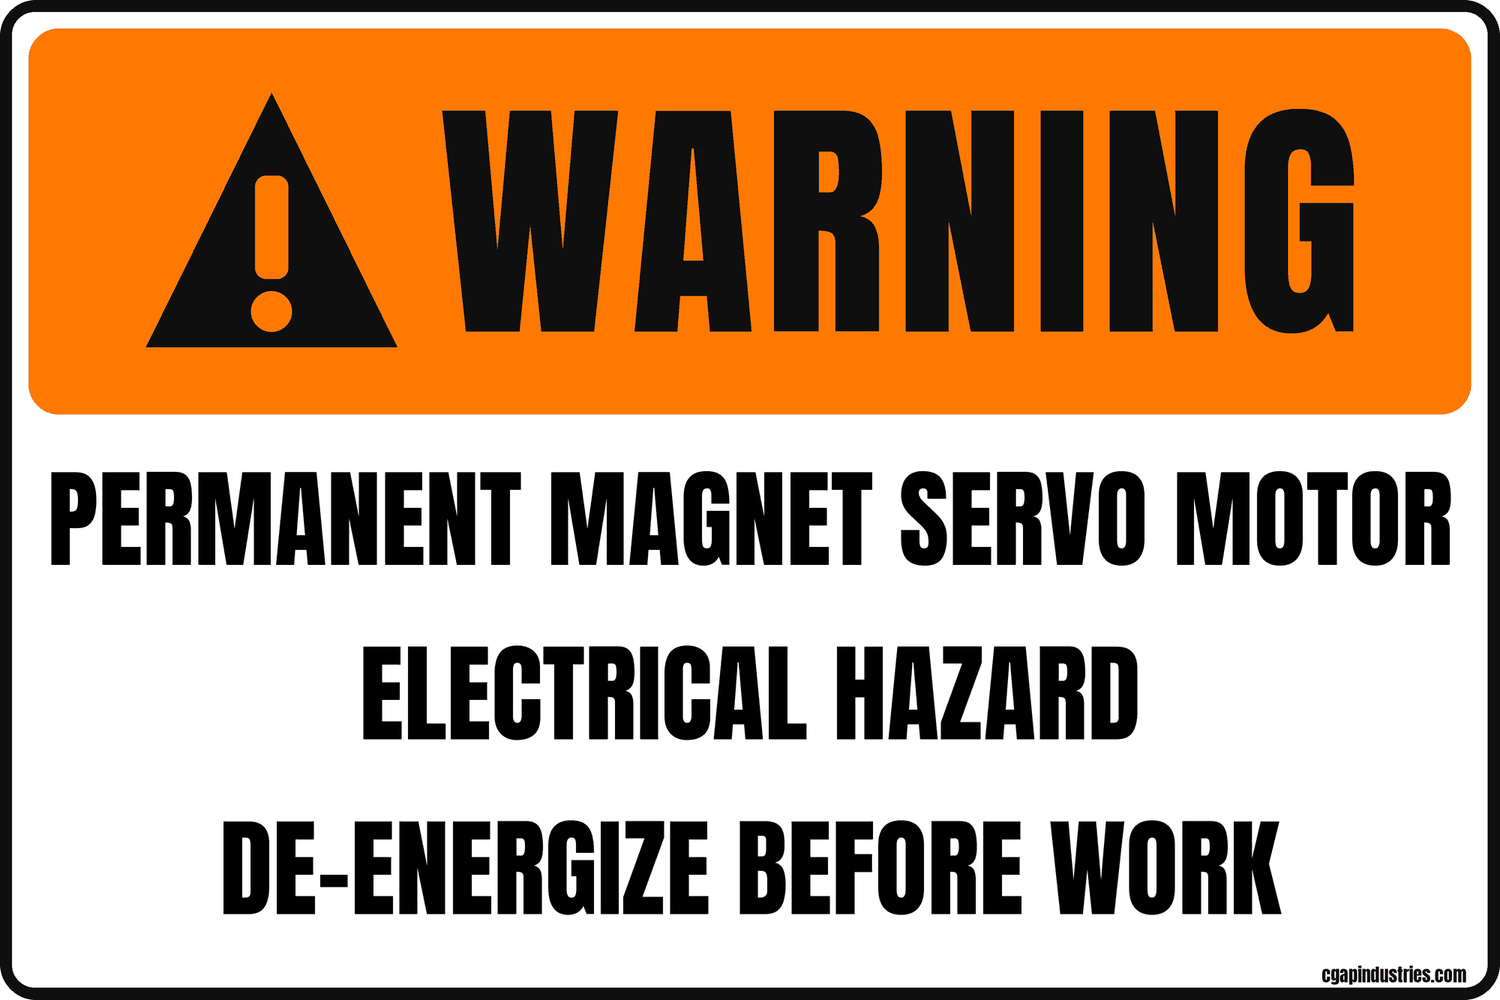 WARNING
PERMANENT MAGNET SERVO MOTOR
ELECTRICAL HAZARD
DE-ENERGIZE BEFORE WORK
cgapindustries.com